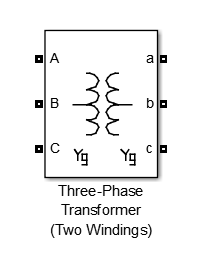 A a
B b
C c
Yg Yg
Three-Phase
Transformer
(Two Windings)